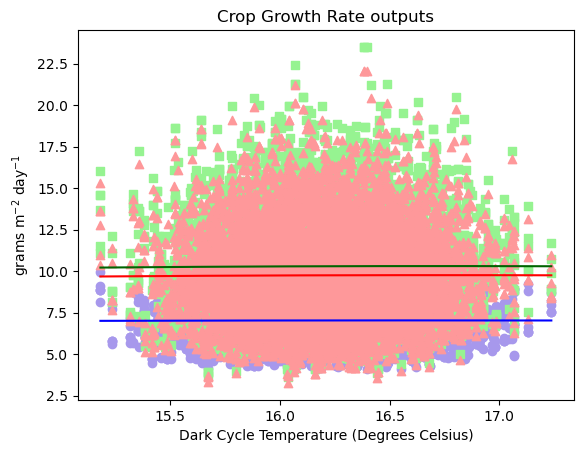 Crop Growth Rate outputs
grams m⁻² day⁻¹
22.5
20.0
17.5
15.0
12.5
10.0
7.5
5.0
2.5
15.5 16.0 16.5 17.0
Dark Cycle Temperature (Degrees Celsius)